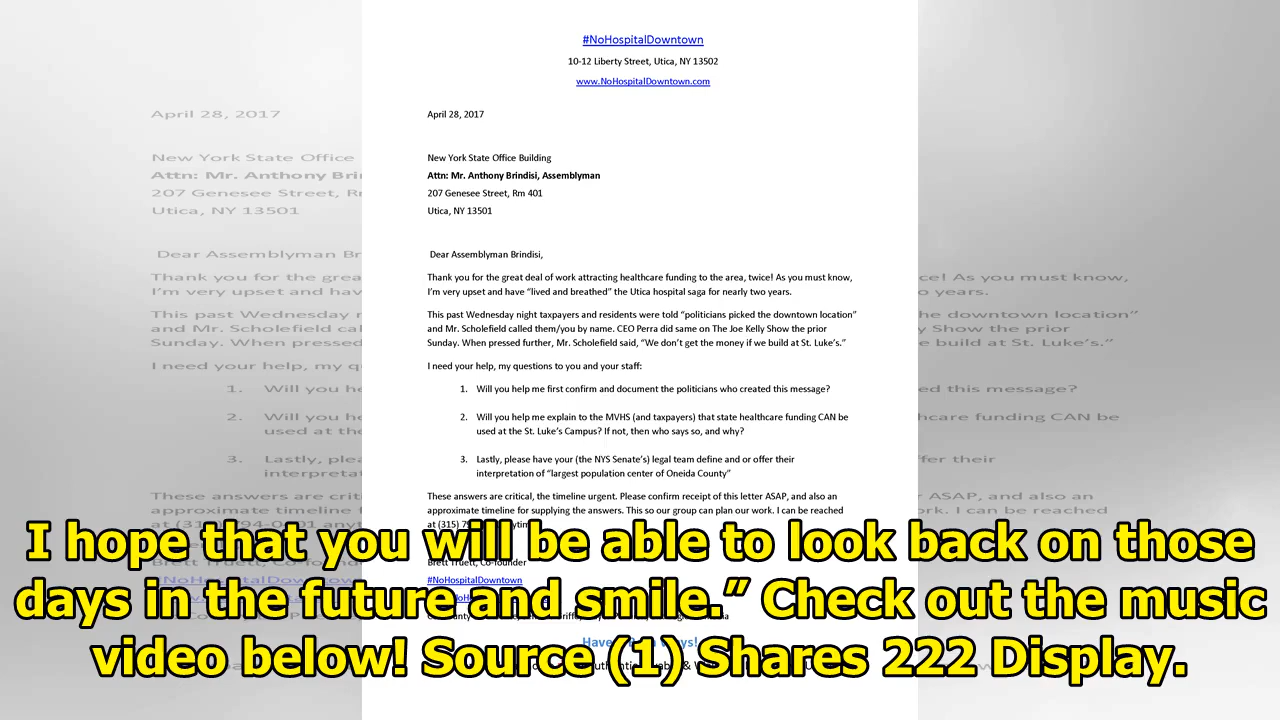 #NoHospitalDowntown
10-12 Liberty Street, Utica, NY 13502
www.NoHospitalDowntown.com
April 28, 2017
New York State Office Building
Attn: Mr. Anthony Brindisi, Assemblyman
207 Genesee Street, Rm 401
Utica, NY 13501
Dear Assemblyman Brindisi,
Thank you for the great deal of work attracting healthcare funding to the area, twice! As you must know,
I'm very upset and have “lived and breathed” the Utica hospital saga for nearly two years.
This past Wednesday night taxpayers and residents were told “politicians picked the downtown location”
and Mr. Scholefield called them/you by name. CEO Perra did same on The Joe Kelly Show the prior
Sunday. When pressed further, Mr. Scholefield said, “We don't get the money if we build at St. Luke's.”
I need your help, my questions to you and your staff:
1. Will you help me first confirm and document the politicians who created this message?
2. Will you help me explain to the MVHS (and taxpayers) that state healthcare funding CAN be
used at the St. Luke's Campus? If not, then who says so, and why?
3. Lastly, please have your (the NYS Senate's) legal team define and or offer their
interpretation of “largest population center of Oneida County”
These answers are critical, the timeline urgent. Please confirm receipt of this letter ASAP, and also an
approximate timeline for supplying the answers. This so our group can plan our work. I can be reached
at (315)
Brett Truett, Co-founder
#NoHospitalDowntown
I hope that you will be able to look back on those
days in the future and smile.” Check out the music
video below! Source (1) Shares 222 Display.